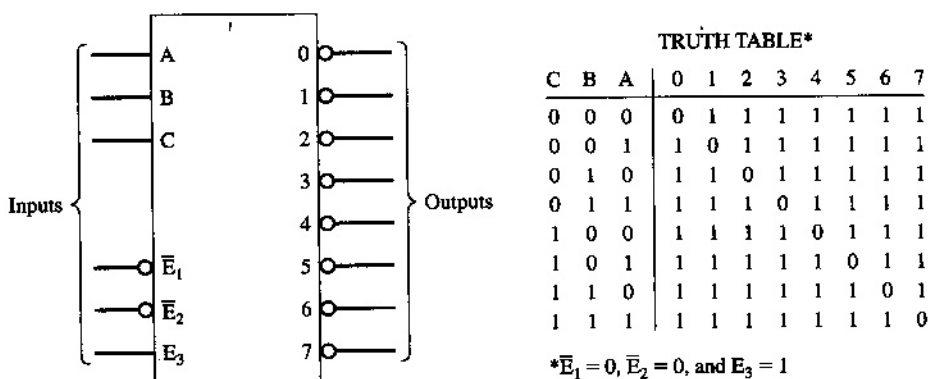 Inputs
A
B
C
E̅1
E̅2
E3
0
1
2
3
4
5
6
7
Outputs
TRUTH TABLE*
C B A 0 1 2 3 4 5 6 7
0 0 0 0 1 1 1 1 1 1 1
0 0 1 1 0 1 1 1 1 1 1
0 1 0 1 1 0 1 1 1 1 1
0 1 1 1 1 1 0 1 1 1 1
1 0 0 1 1 1 1 0 1 1 1
1 0 1 1 1 1 1 1 0 1 1
1 1 0 1 1 1 1 1 1 0 1
1 1 1 1 1 1 1 1 1 1 0
*E̅1 = 0, E̅2 = 0, and E3 = 1